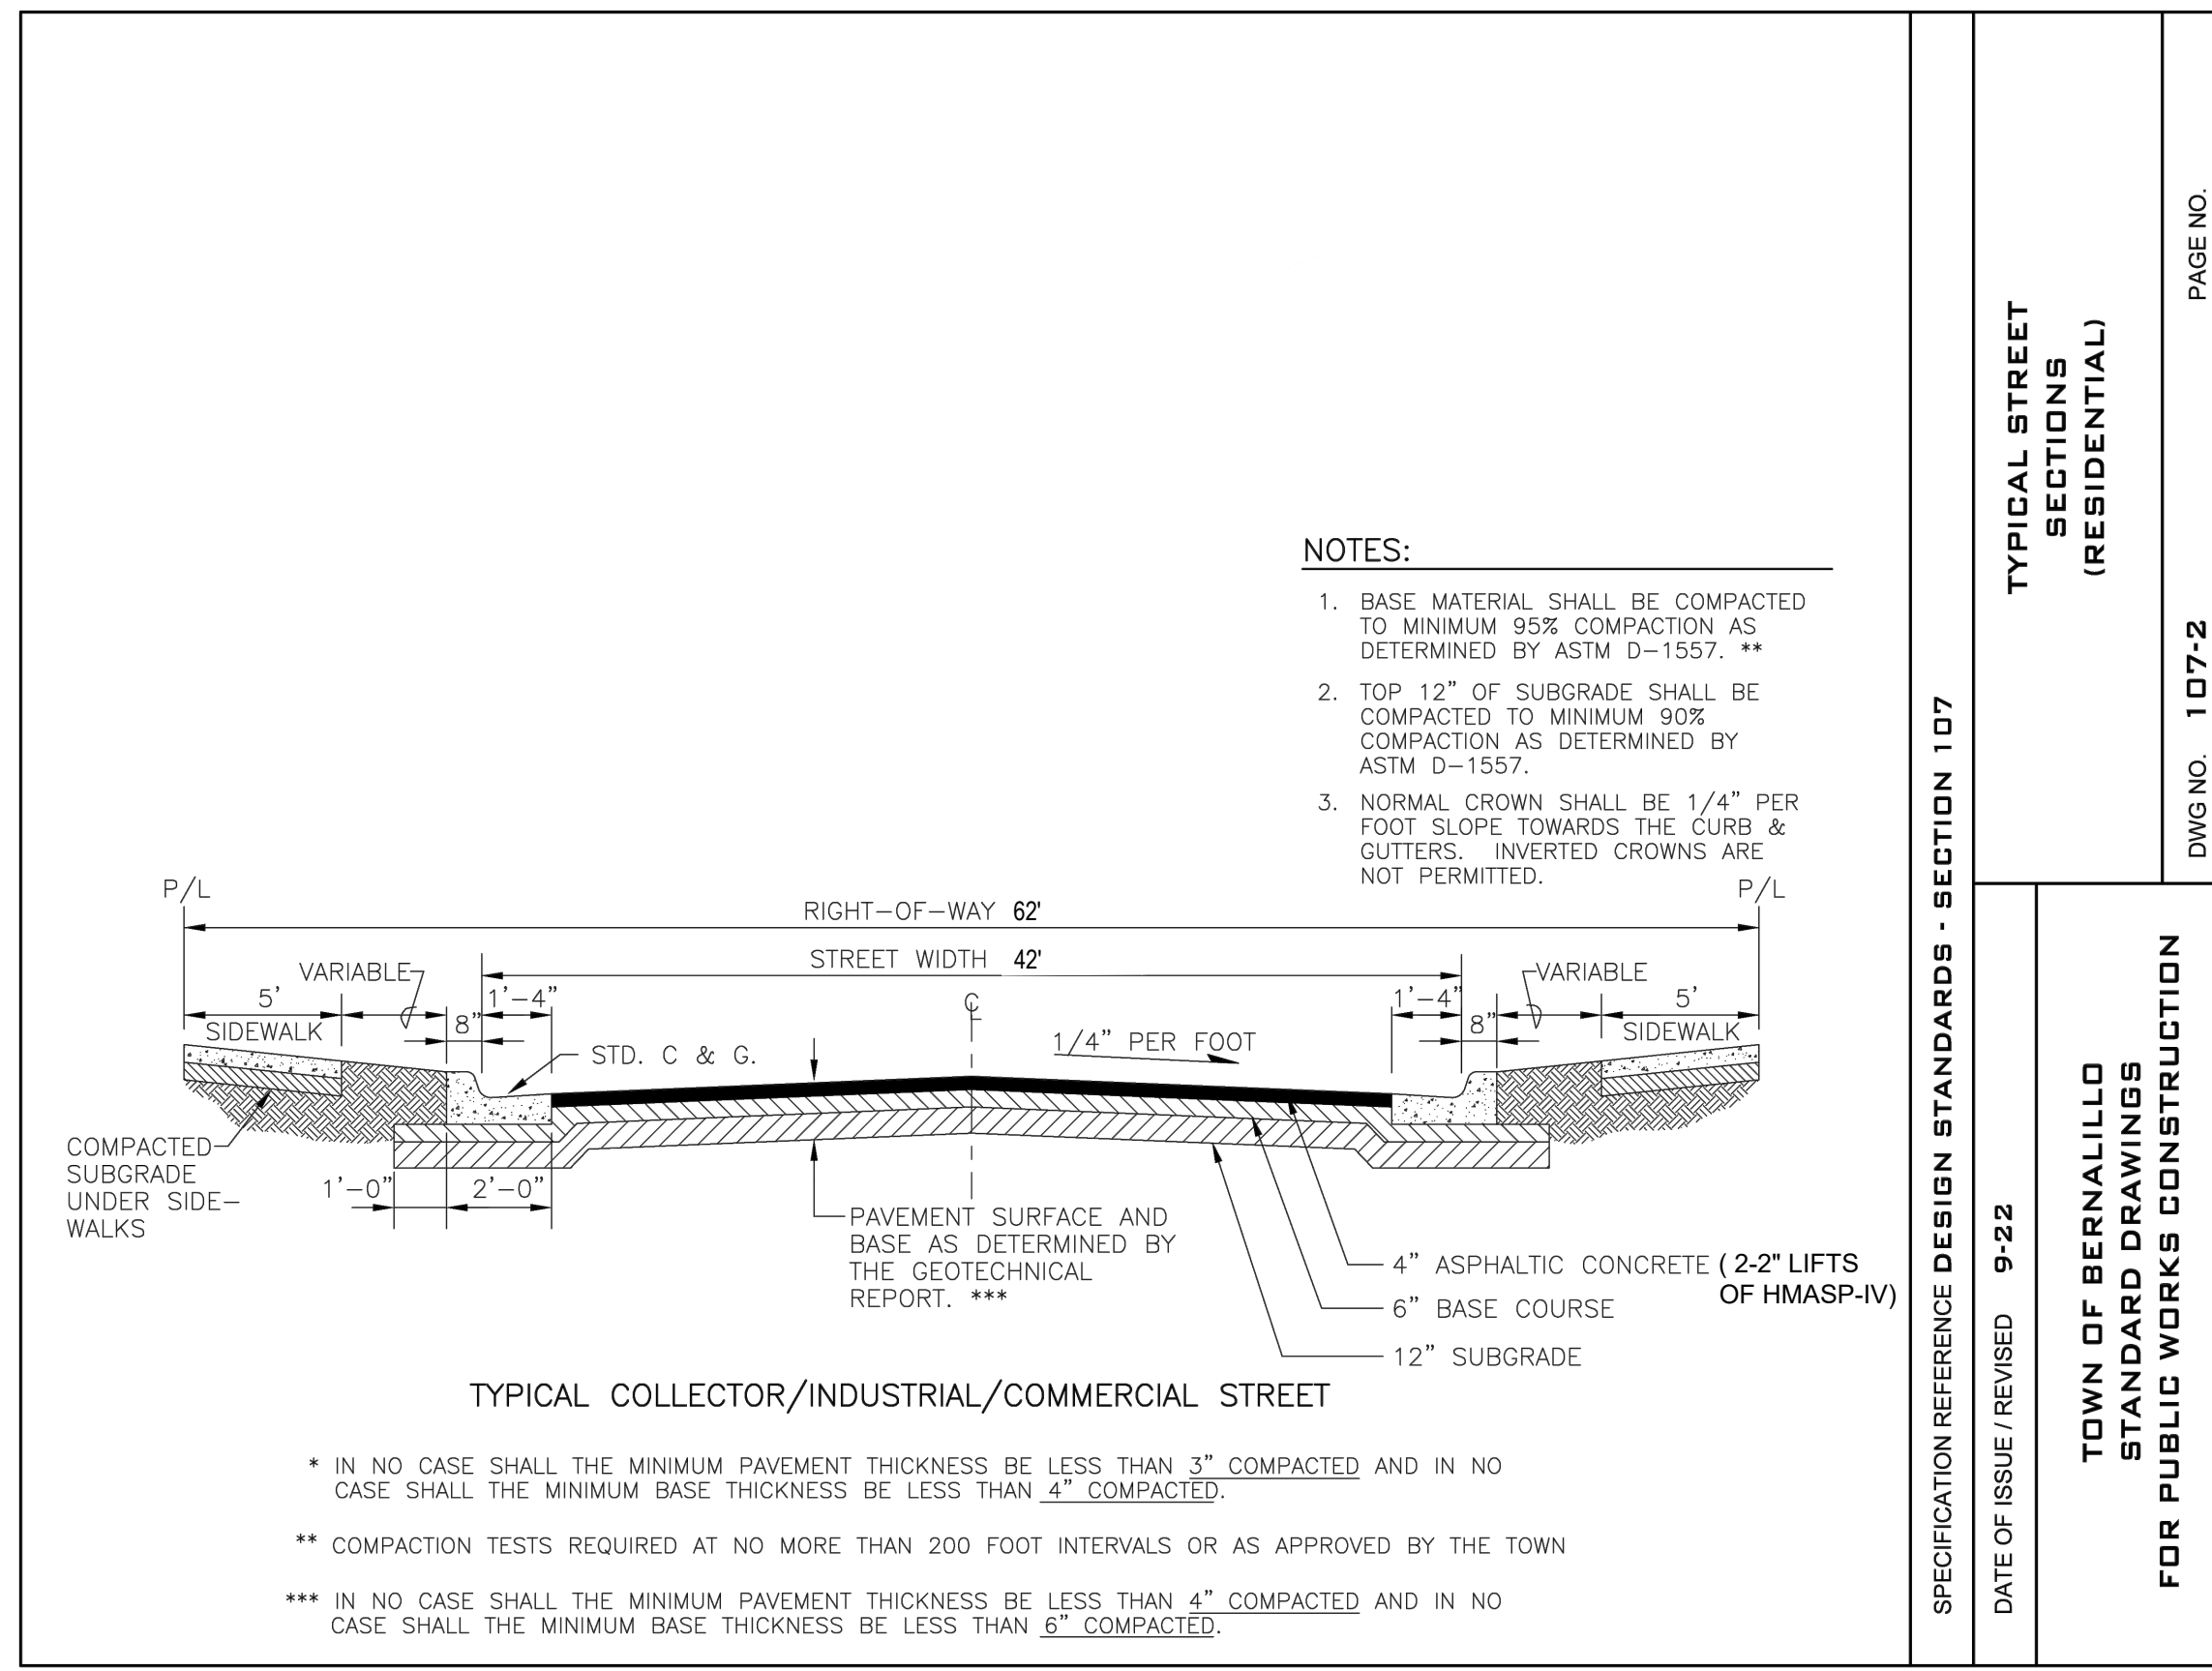 NOTES:
1. BASE MATERIAL SHALL BE COMPACTED
TO MINIMUM 95% COMPACTION AS
DETERMINED BY ASTM D-1557. **
2. TOP 12" OF SUBGRADE SHALL BE
COMPACTED TO MINIMUM 90%
COMPACTION AS DETERMINED BY
ASTM D-1557.
3. NORMAL CROWN SHALL BE 1/4" PER
FOOT SLOPE TOWARDS THE CURB &
GUTTERS. INVERTED CROWNS ARE
NOT PERMITTED.
P/L
P/L
RIGHT-OF-WAY 62'
STREET WIDTH 42'
VARIABLE
VARIABLE
5'
1'-4"
℄
1'-4"
5'
SIDEWALK
8"
8"
SIDEWALK
STD. C & G.
1/4" PER FOOT
COMPACTED
SUBGRADE
UNDER SIDE-
WALKS
1'-0"
2'-0"
PAVEMENT SURFACE AND
BASE AS DETERMINED BY
THE GEOTECHNICAL
REPORT. ***
4" ASPHALTIC CONCRETE ( 2-2" LIFTS
OF HMASP-IV)
6" BASE COURSE
12" SUBGRADE
TYPICAL COLLECTOR/INDUSTRIAL/COMMERCIAL STREET
* IN NO CASE SHALL THE MINIMUM PAVEMENT THICKNESS BE LESS THAN 3" COMPACTED AND IN NO
CASE SHALL THE MINIMUM BASE THICKNESS BE LESS THAN 4" COMPACTED.
** COMPACTION TESTS REQUIRED AT NO MORE THAN 200 FOOT INTERVALS OR AS APPROVED BY THE TOWN
*** IN NO CASE SHALL THE MINIMUM PAVEMENT THICKNESS BE LESS THAN 4" COMPACTED AND IN NO
CASE SHALL THE MINIMUM BASE THICKNESS BE LESS THAN 6" COMPACTED.
SPECIFICATION REFERENCE DESIGN STANDARDS - SECTION 107
DATE OF ISSUE / REVISED 9-22
TOWN OF BERNALILLO
STANDARD DRAWINGS
FOR PUBLIC WORKS CONSTRUCTION
TYPICAL STREET
SECTIONS
(RESIDENTIAL)
DWG NO. 107-2
PAGE NO.